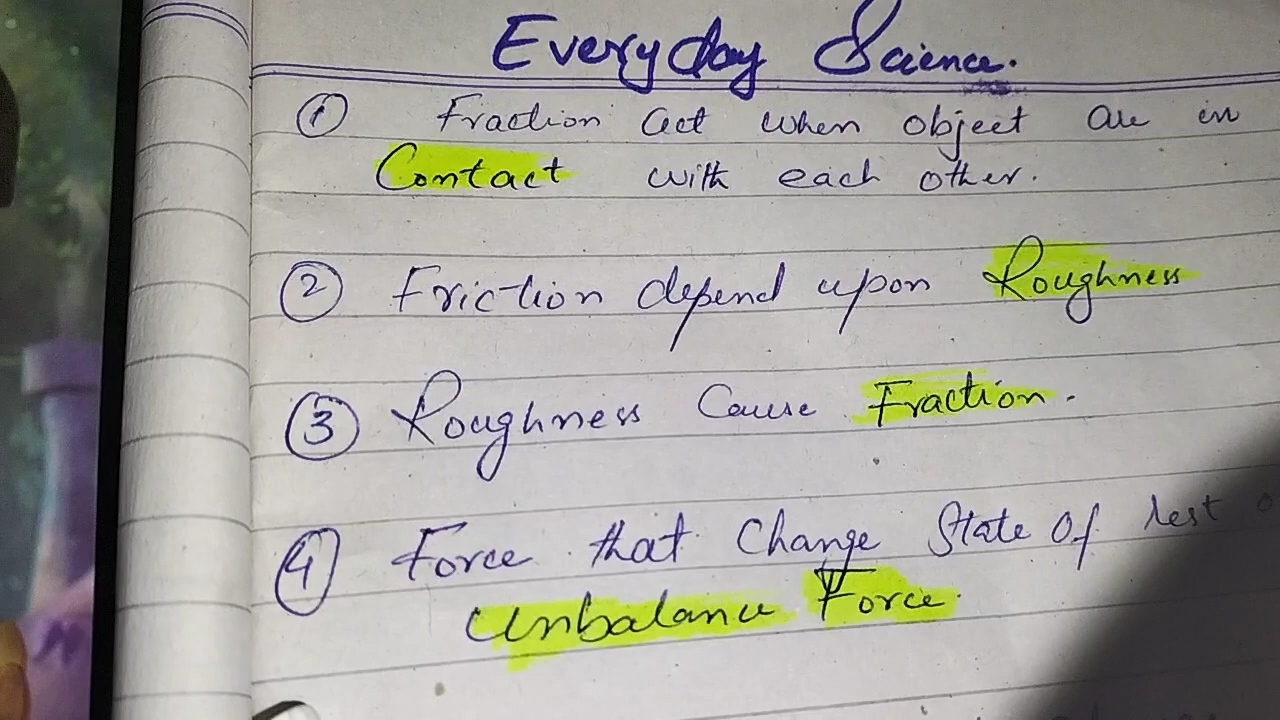 Everyday Science.
① Fraction act when object are in
Contact with each other.
② Friction depend upon Roughness
③ Roughness Cause Fraction.
④ Force that Change State Of rest
Unbalance Force.